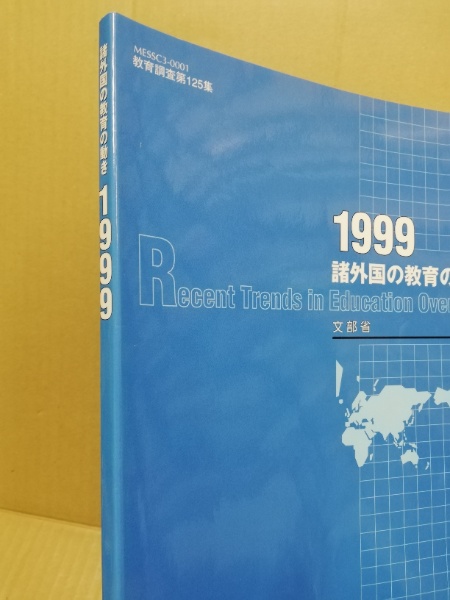 MESSC3-0001
教育調査第125集
諸外国の教育の動き 1999
1999
諸外国の教育の
Recent Trends in Education Over
文部省